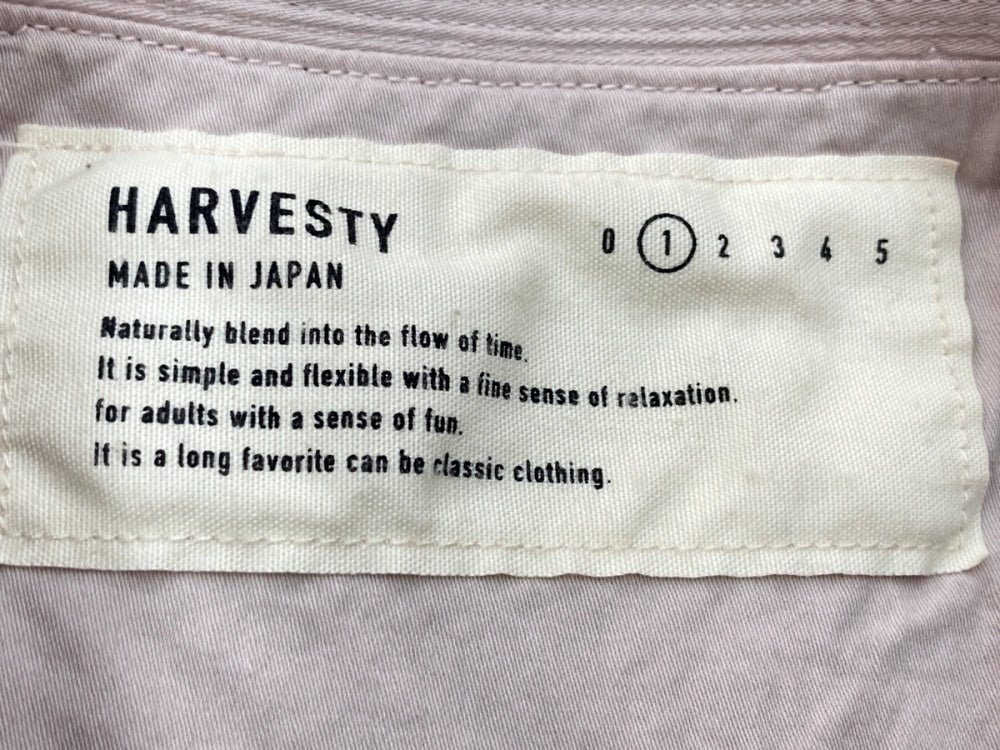 HARVESTY
0 1 2 3 4 5
MADE IN JAPAN
Naturally blend into the flow of time.
It is simple and flexible with a fine sense of relaxation.
for adults with a sense of fun.
It is a long favorite can be classic clothing.